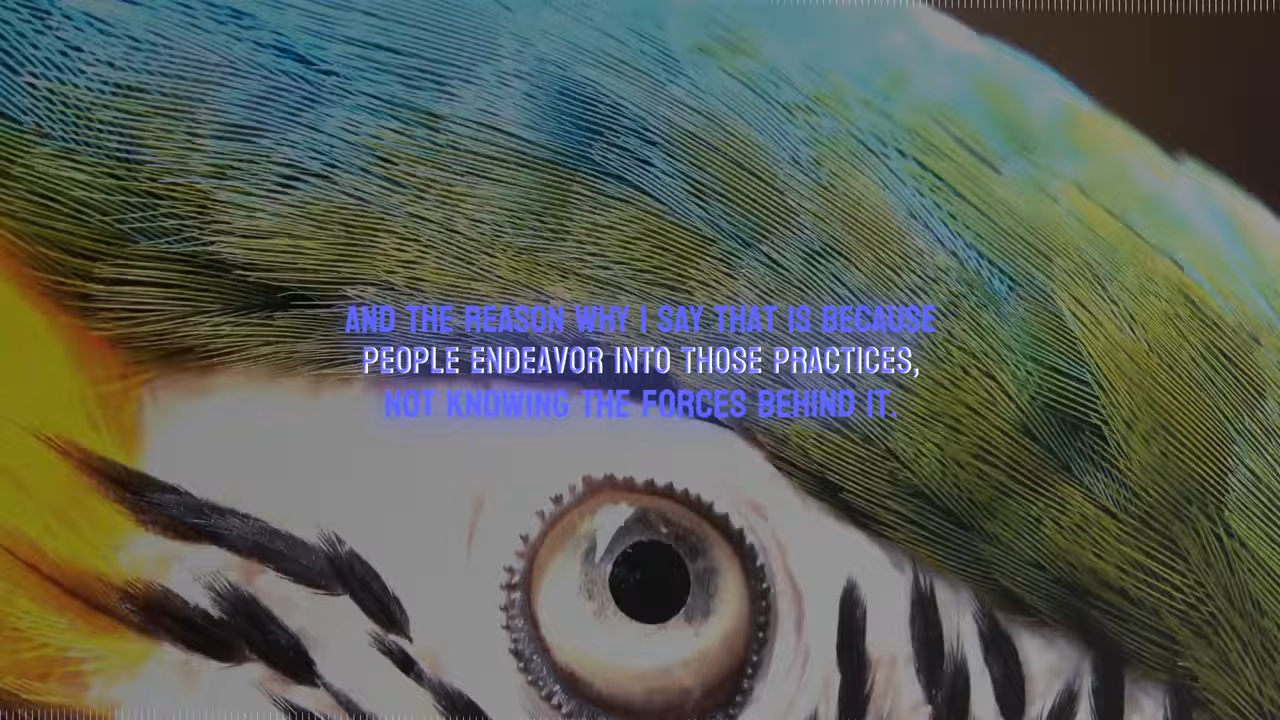 AND THE REASON WHY I SAY THAT IS BECAUSE
PEOPLE ENDEAVOR INTO THOSE PRACTICES,
NOT KNOWING THE FORCES BEHIND IT.